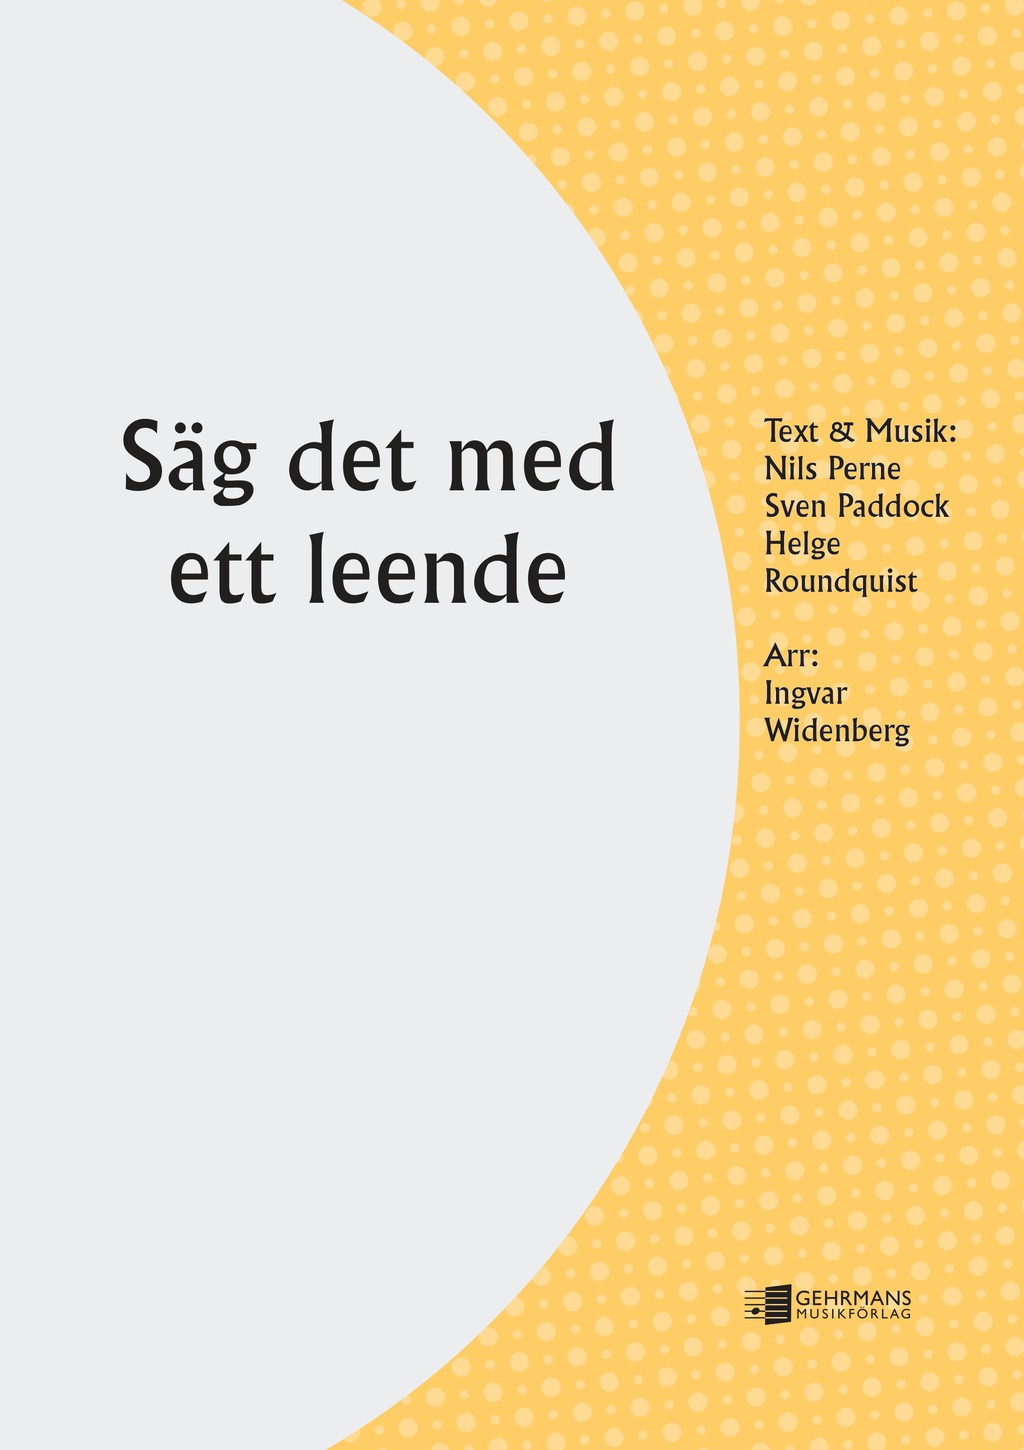 Säg det med
ett leende
Text & Musik:
Nils Perne
Sven Paddock
Helge
Roundquist
Arr:
Ingvar
Widenberg
GEHRMANS
MUSIKFÖRLAG